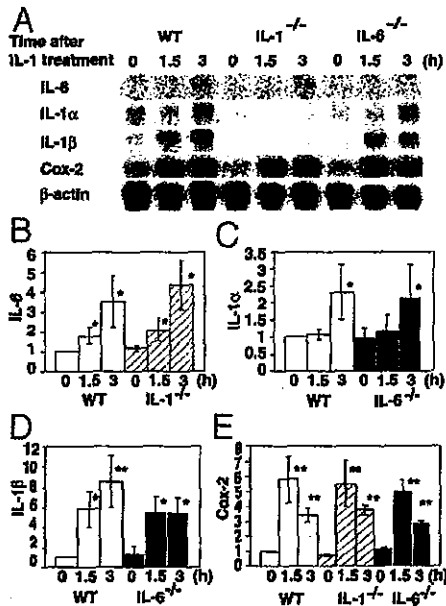 A
WT IL-1 -/- IL-6 -/-
Time after
IL-1 treatment 0 1.5 3 0 1.5 3 0 1.5 3 (h)
IL-6
IL-1α
IL-1β
Cox-2
β-actin
B
IL-6
6
5
4
3
2
1
0
* * * *
0 1.5 3 0 1.5 3 (h)
WT IL-1-/-
C
IL-1α
3.5
3
2.5
2
1.5
1
0.5
0
* *
0 1.5 3 0 1.5 3 (h)
WT IL-6-/-
D
IL-1β
12
10
8
6
4
2
0
* ** * *
0 1.5 3 0 1.5 3 (h)
WT IL-6-/-
E
Cox-2
8
7
6
5
4
3
2
1
0
** ** ** ** ** **
0 1.5 3 0 1.5 3 0 1.5 3 (h)
WT IL-1-/- IL-6-/-